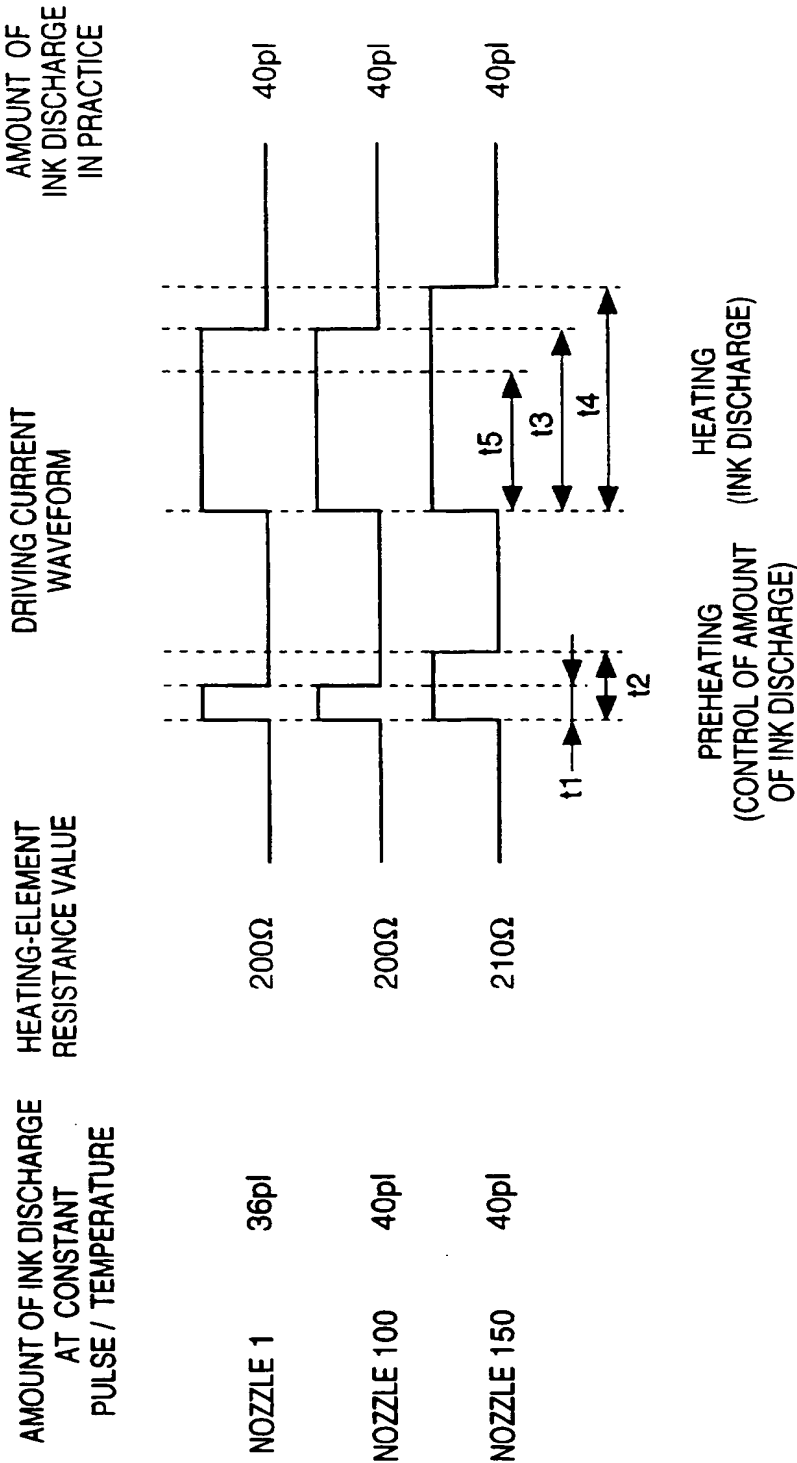 AMOUNT OF INK DISCHARGE
AT CONSTANT
PULSE / TEMPERATURE
HEATING-ELEMENT
RESISTANCE VALUE
DRIVING CURRENT
WAVEFORM
AMOUNT OF
INK DISCHARGE
IN PRACTICE
NOZZLE 1 36pl 200Ω 40pl
NOZZLE 100 40pl 200Ω 40pl
NOZZLE 150 40pl 210Ω 40pl
t1
t2
t5
t3
t4
PREHEATING
(CONTROL OF AMOUNT
OF INK DISCHARGE)
HEATING
(INK DISCHARGE)